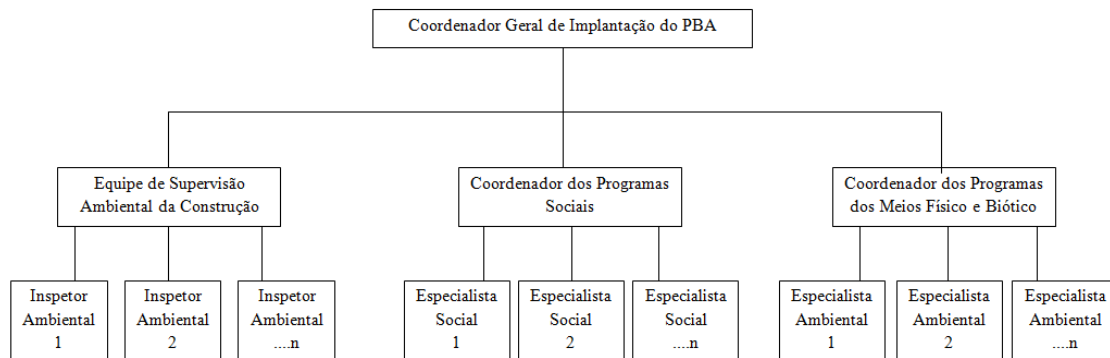 Coordenador Geral de Implantação do PBA
Equipe de Supervisão
Ambiental da Construção
Coordenador dos Programas
Sociais
Coordenador dos Programas
dos Meios Físico e Biótico
Inspetor
Ambiental
1
Inspetor
Ambiental
2
Inspetor
Ambiental
....n
Especialista
Social
1
Especialista
Social
2
Especialista
Social
....n
Especialista
Ambiental
1
Especialista
Ambiental
2
Especialista
Ambiental
....n